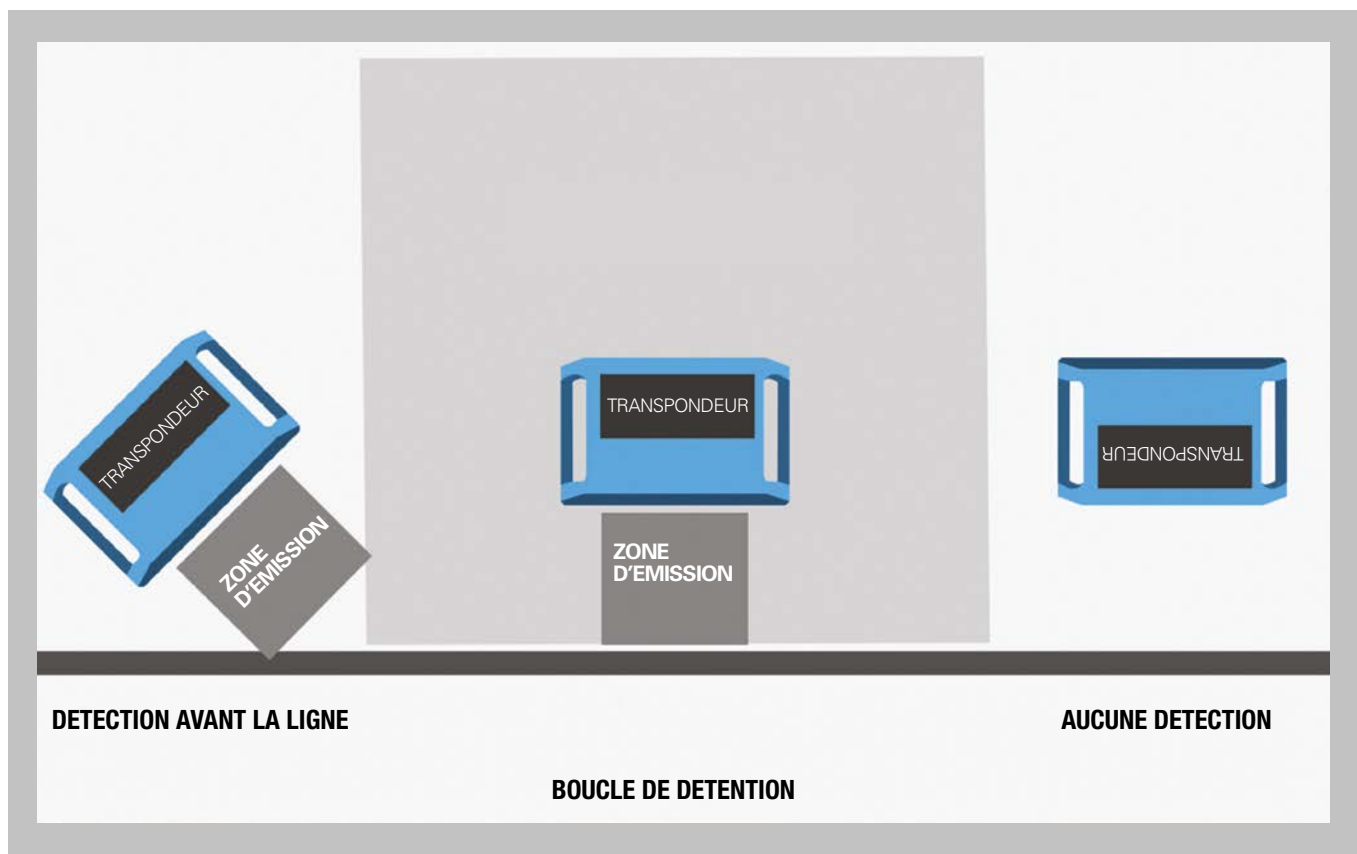 TRANSPONDEUR
ZONE
D'EMISSION
TRANSPONDEUR
ZONE
D'EMISSION
TRANSPONDEUR
DETECTION AVANT LA LIGNE
AUCUNE DETECTION
BOUCLE DE DETENTION